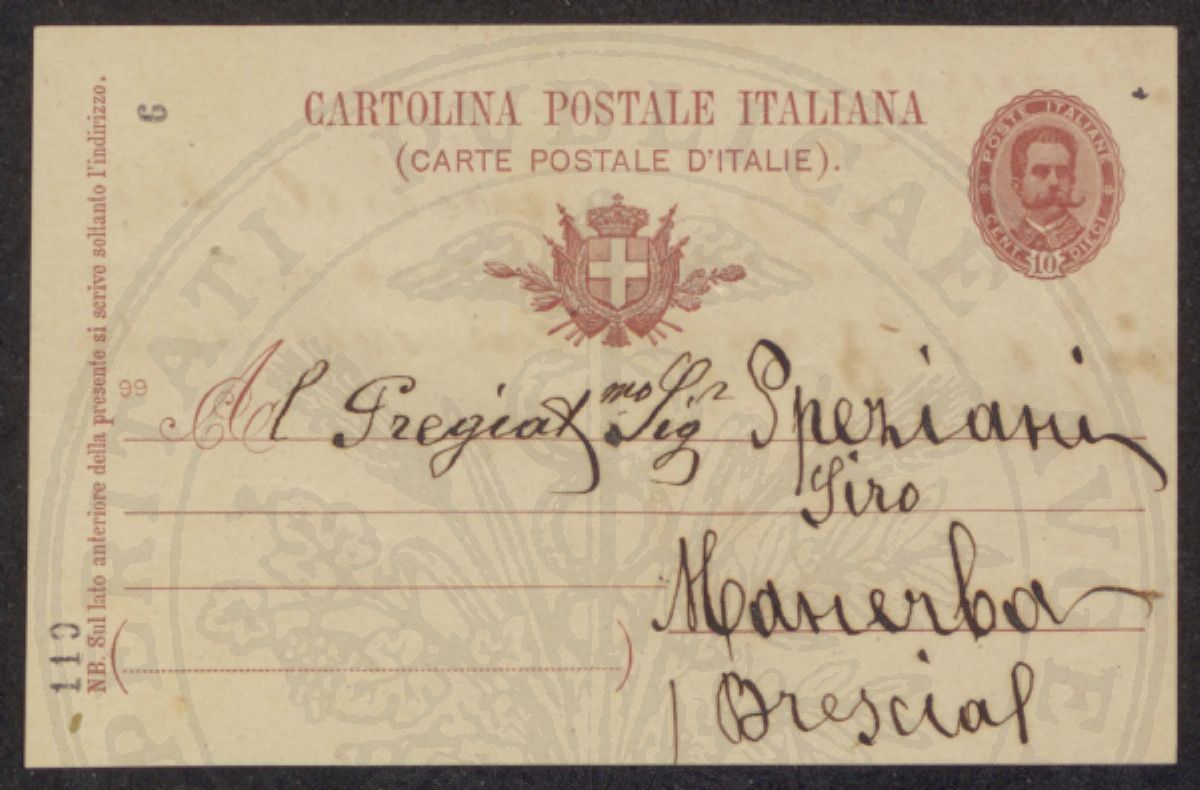 CARTOLINA POSTALE ITALIANA
(CARTE POSTALE D'ITALIE).
POSTE ITALIANE
CENT. 10 DIECI
NB. Sul lato anteriore della presente si scrive soltanto l'indirizzo.
99
Al Pregiat mo Sig r Speziani
Siro
Manerba
Brescia
110